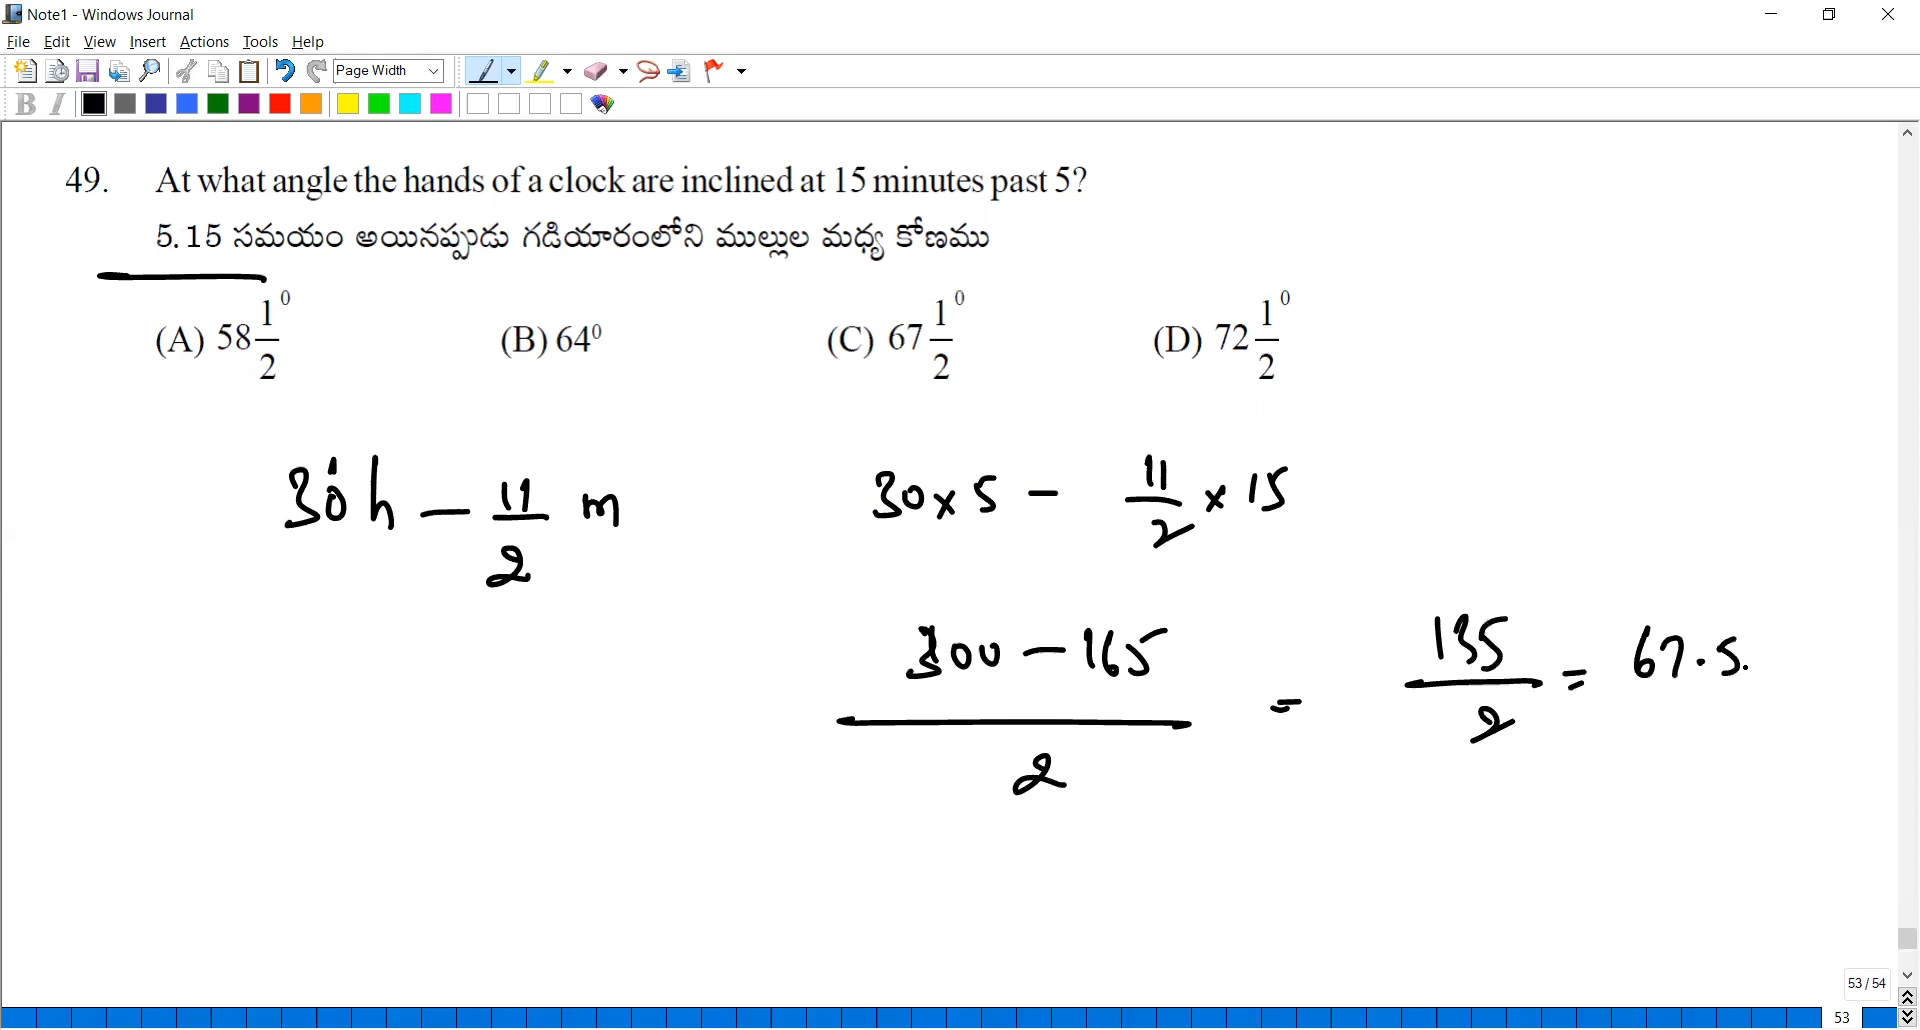 Note1 - Windows Journal
File Edit View Insert Actions Tools Help
Page Width
B I
49. At what angle the hands of a clock are inclined at 15 minutes past 5?
5.15 సమయం అయినప్పుడు గడియారంలోని ముల్లుల మధ్య కోణము
(A) 58 1/2 ⁰ (B) 64⁰ (C) 67 1/2 ⁰ (D) 72 1/2 ⁰
30° h - 11/2 m 30 × 5 - 11/2 × 15
300 - 165 / 2 = 135 / 2 = 67.5.
53 / 54
53